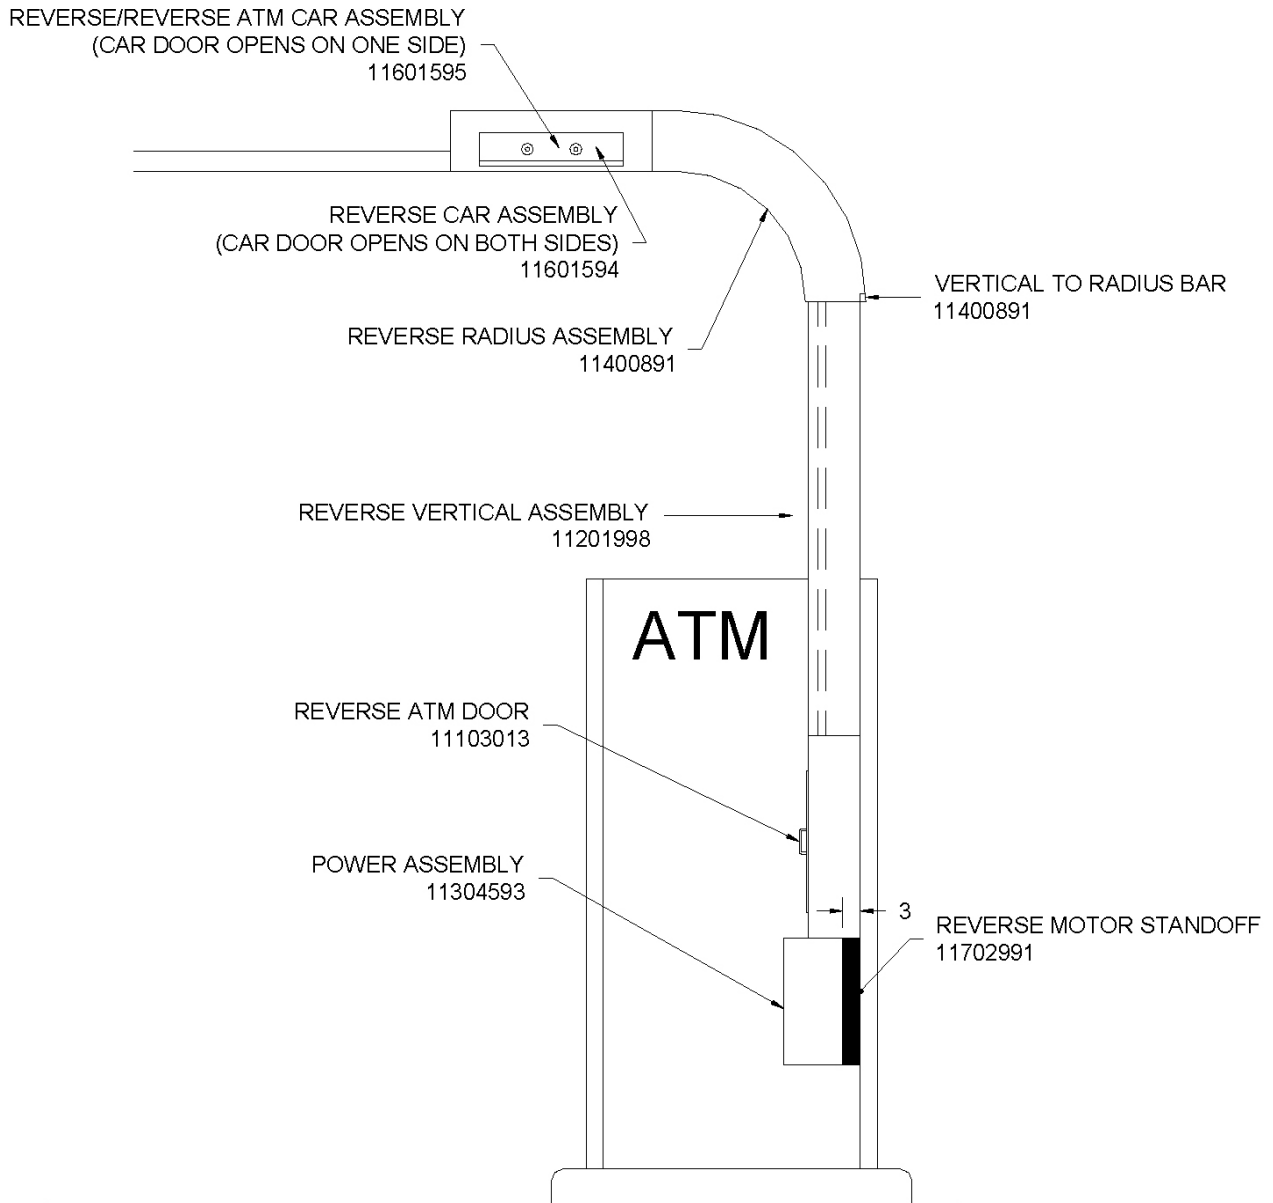 REVERSE/REVERSE ATM CAR ASSEMBLY
(CAR DOOR OPENS ON ONE SIDE)
11601595
REVERSE CAR ASSEMBLY
(CAR DOOR OPENS ON BOTH SIDES)
11601594
VERTICAL TO RADIUS BAR
11400891
REVERSE RADIUS ASSEMBLY
11400891
REVERSE VERTICAL ASSEMBLY
11201998
ATM
REVERSE ATM DOOR
11103013
POWER ASSEMBLY
11304593
3
REVERSE MOTOR STANDOFF
11702991